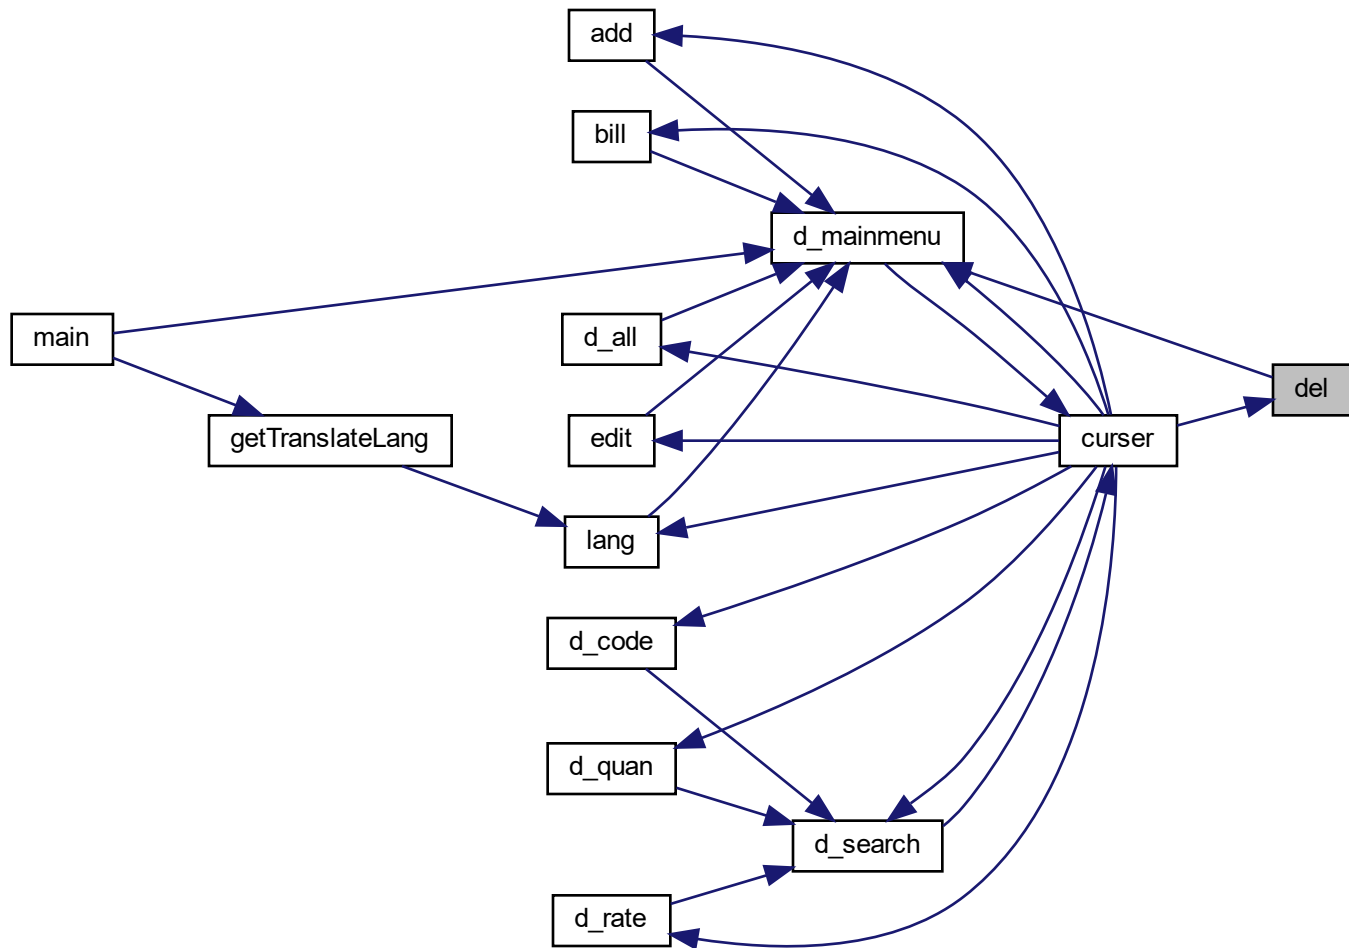 add
bill
d_mainmenu
main
d_all
del
getTranslateLang
edit
curser
lang
d_code
d_quan
d_search
d_rate